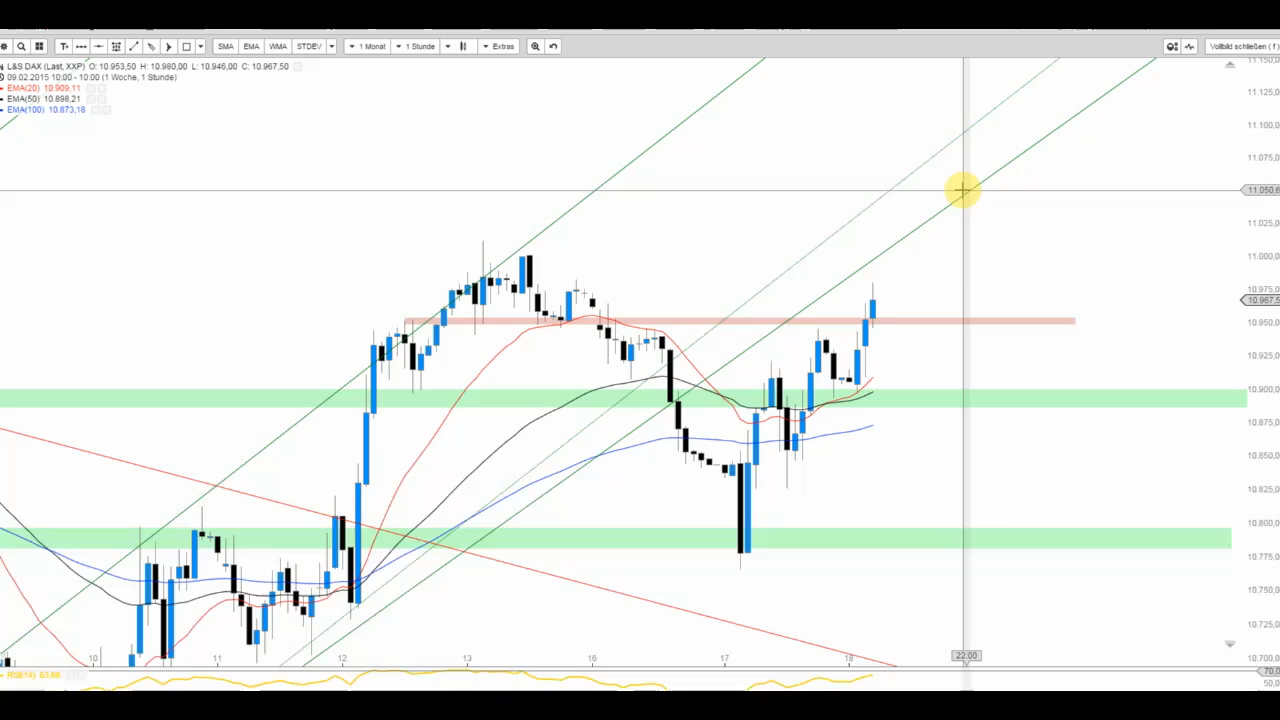 T SMA EMA WMA STDEV 1 Monat 1 Stunde Extras Vollbild schließen ( f )
L&S DAX (Last, XXP) O: 10.953,50 H: 10.980,00 L: 10.946,00 C: 10.967,50
09.02.2015 10:00 - 10:00 (1 Woche, 1 Stunde)
EMA(20) 10.909,11
EMA(50) 10.898,21
EMA(100) 10.873,18
11.150,
11.125,0
11.100,0
11.075,0
11.050,6
11.025,0
11.000,0
10.975,0
10.967,5
10.950,0
10.925,0
10.900,0
10.875,0
10.850,0
10.825,0
10.800,0
10.775,0
10.750,0
10.725,0
10.700,0
10 11 12 13 16 17 18 22:00
RSI(14) 63,68
70,0
50,0